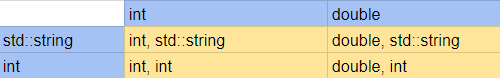 int double
std::string int, std::string double, std::string
int int, int double, int